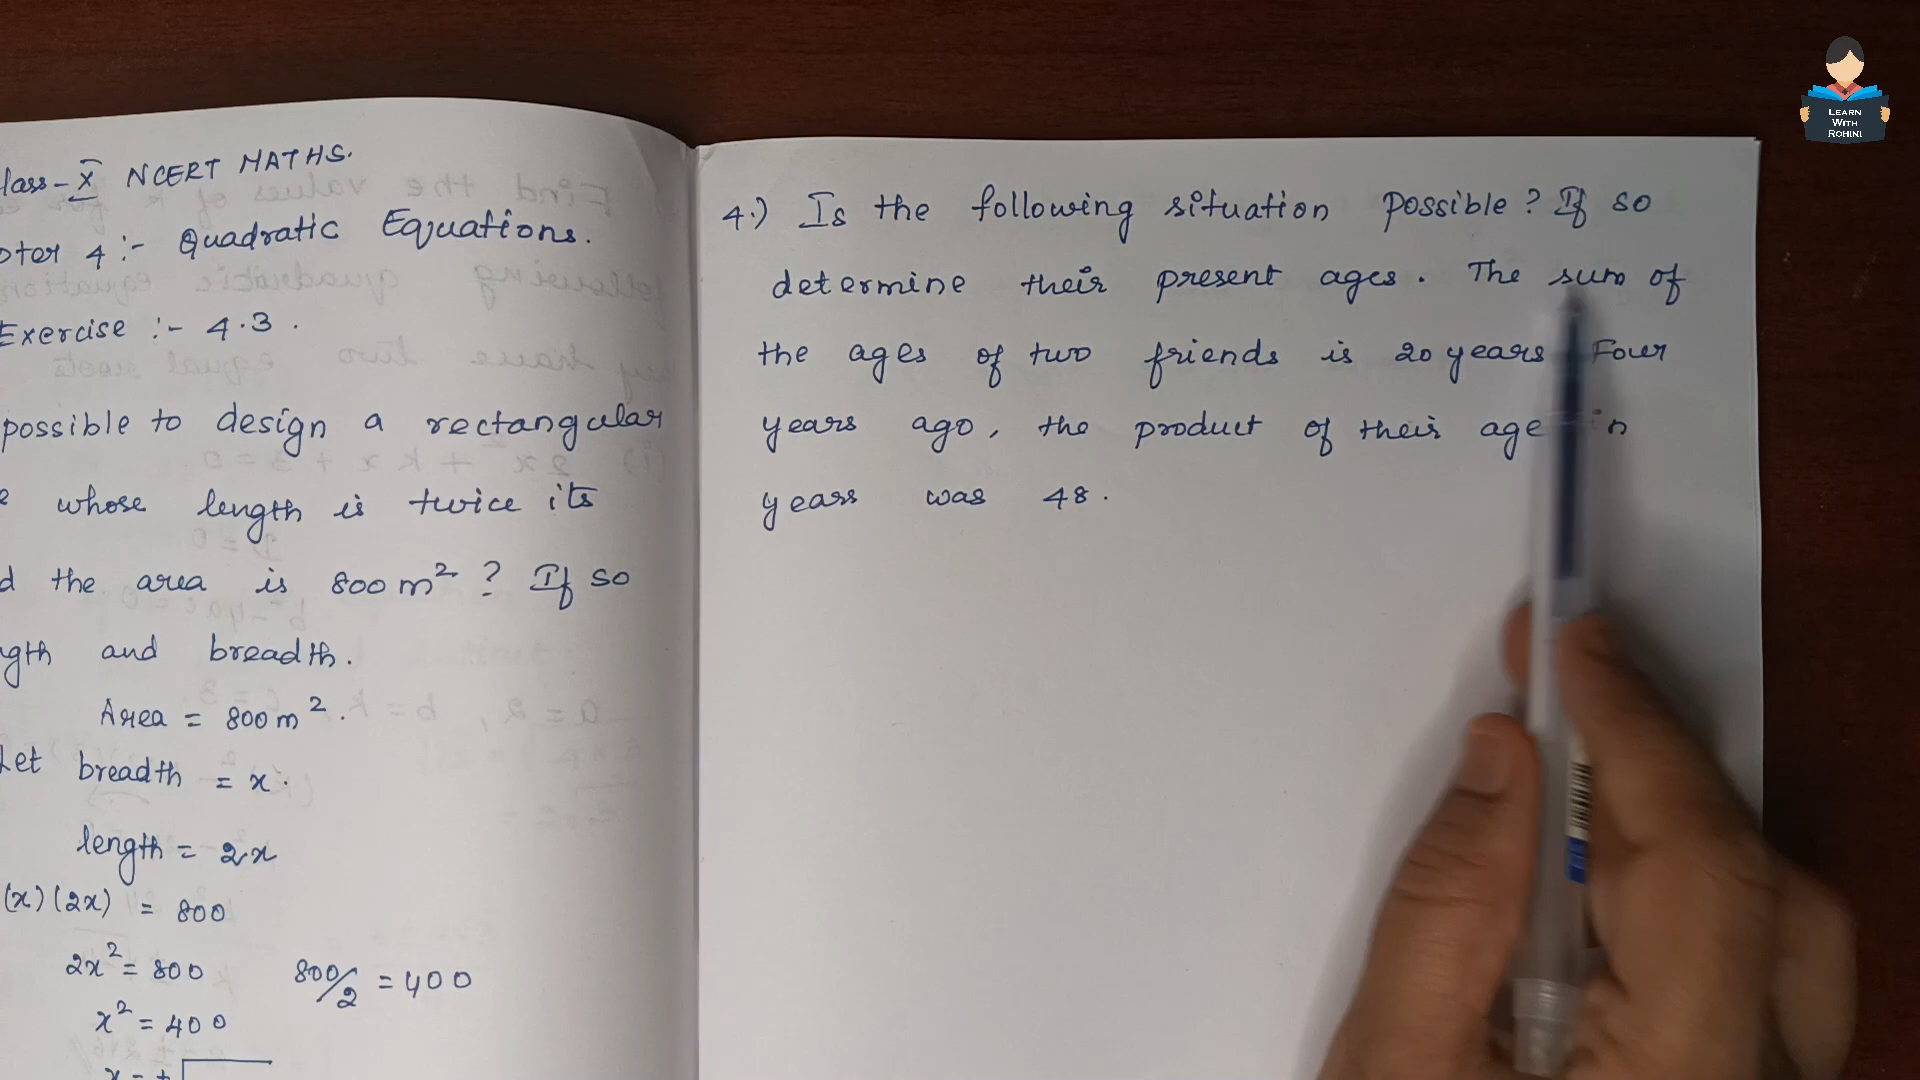 lass - X NCERT MATHS.
pter 4 :- Quadratic Equations.
Exercise :- 4.3 .
possible to design a rectangular
whose length is twice its
d the area is 800 m² ? If so
ngth and breadth.
Area = 800 m² .
Let breadth = x .
length = 2x
(x) (2x) = 800
2x² = 800 800/2 = 400
x² = 400
4.) Is the following situation possible ? If so
determine their present ages . The sum of
the ages of two friends is 20 years Four
years ago , the product of their age in
years was 48 .
LEARN
WITH
ROHINI